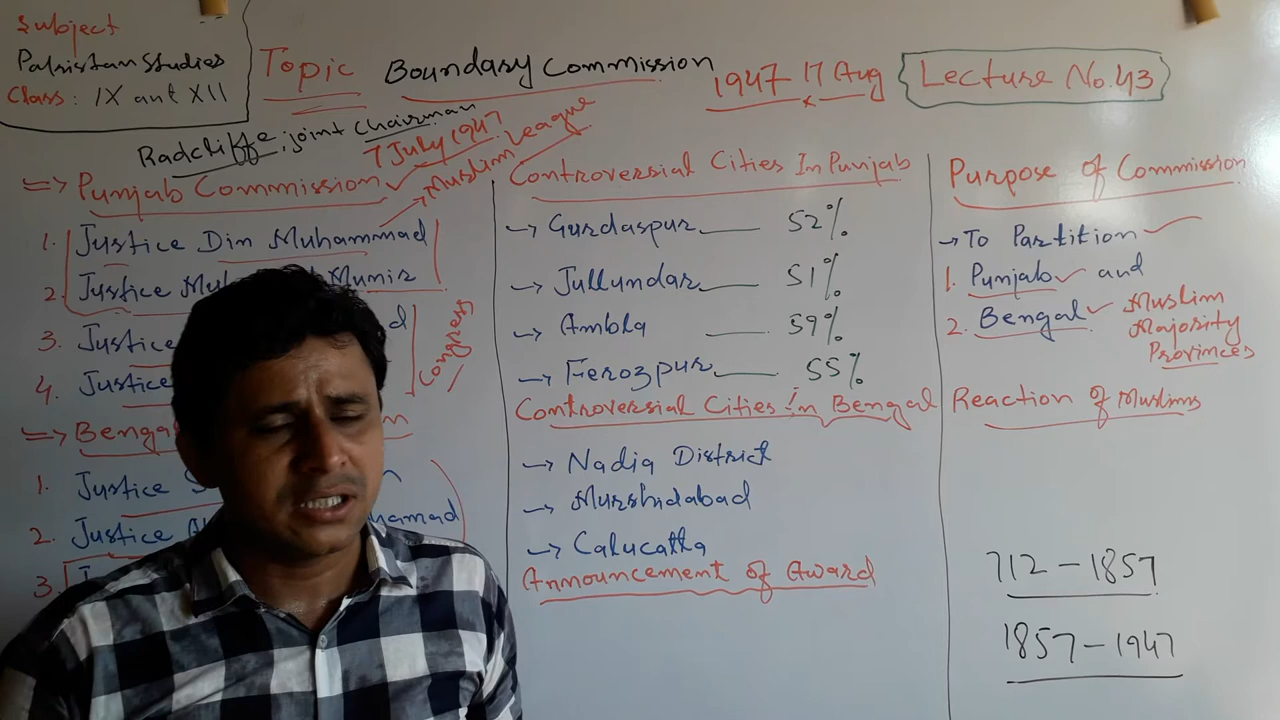 Subject
Pakistan Studies
Class: IX and XII
Topic Boundary Commission
1947 17 Aug
Lecture No.43
Radcliffe: joint Chairman
7 July 1947
=> Punjab Commission
Muslim League
1. Justice Din Muhammad
2. Justice Munir
3. Justice
4. Justice
Congress
=> Bengal
1. Justice
2. Justice
3.
Controversial Cities In Punjab
→ Gurdaspur 52%
→ Jullundar 51%
→ Ambla 59%
→ Ferozpur 55%
Controversial Cities in Bengal
→ Nadia District
→ Murshidabad
→ Calucatta
Announcement of Award
Purpose of Commission
→ To Partition
1. Punjab and
2. Bengal
Muslim
Majority
Provinces
Reaction of Muslims
712 – 1857
1857 – 1947